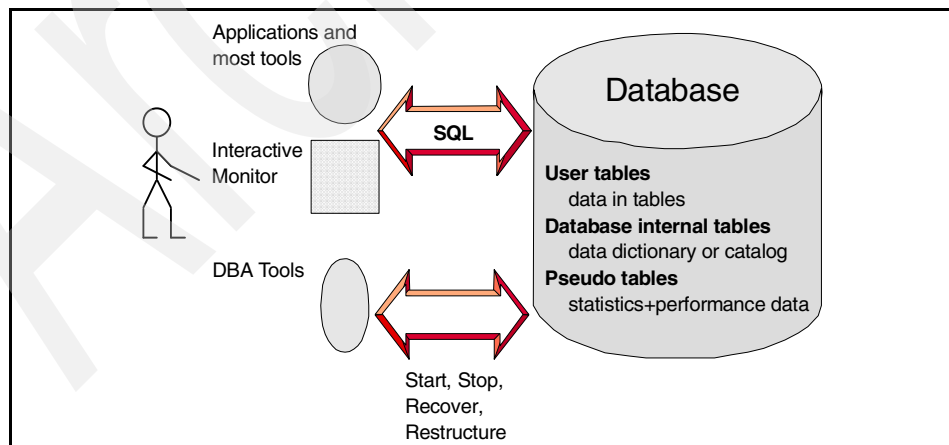 Applications and
most tools
Interactive
Monitor
DBA Tools
SQL
Start, Stop,
Recover,
Restructure
Database
User tables
data in tables
Database internal tables
data dictionary or catalog
Pseudo tables
statistics+performance data